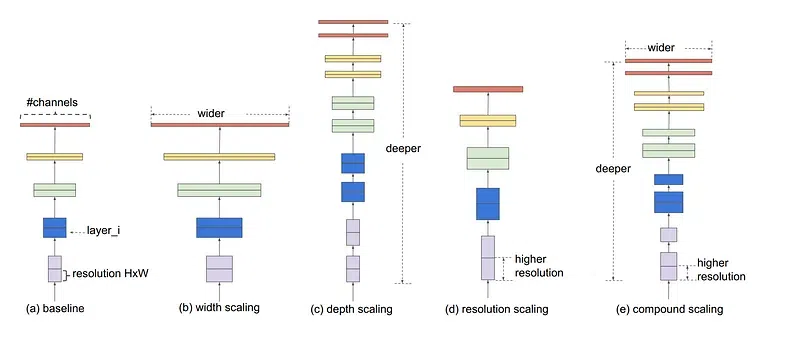 #channels
layer_i
resolution HxW
(a) baseline
wider
(b) width scaling
deeper
(c) depth scaling
higher
resolution
(d) resolution scaling
wider
deeper
higher
resolution
(e) compound scaling